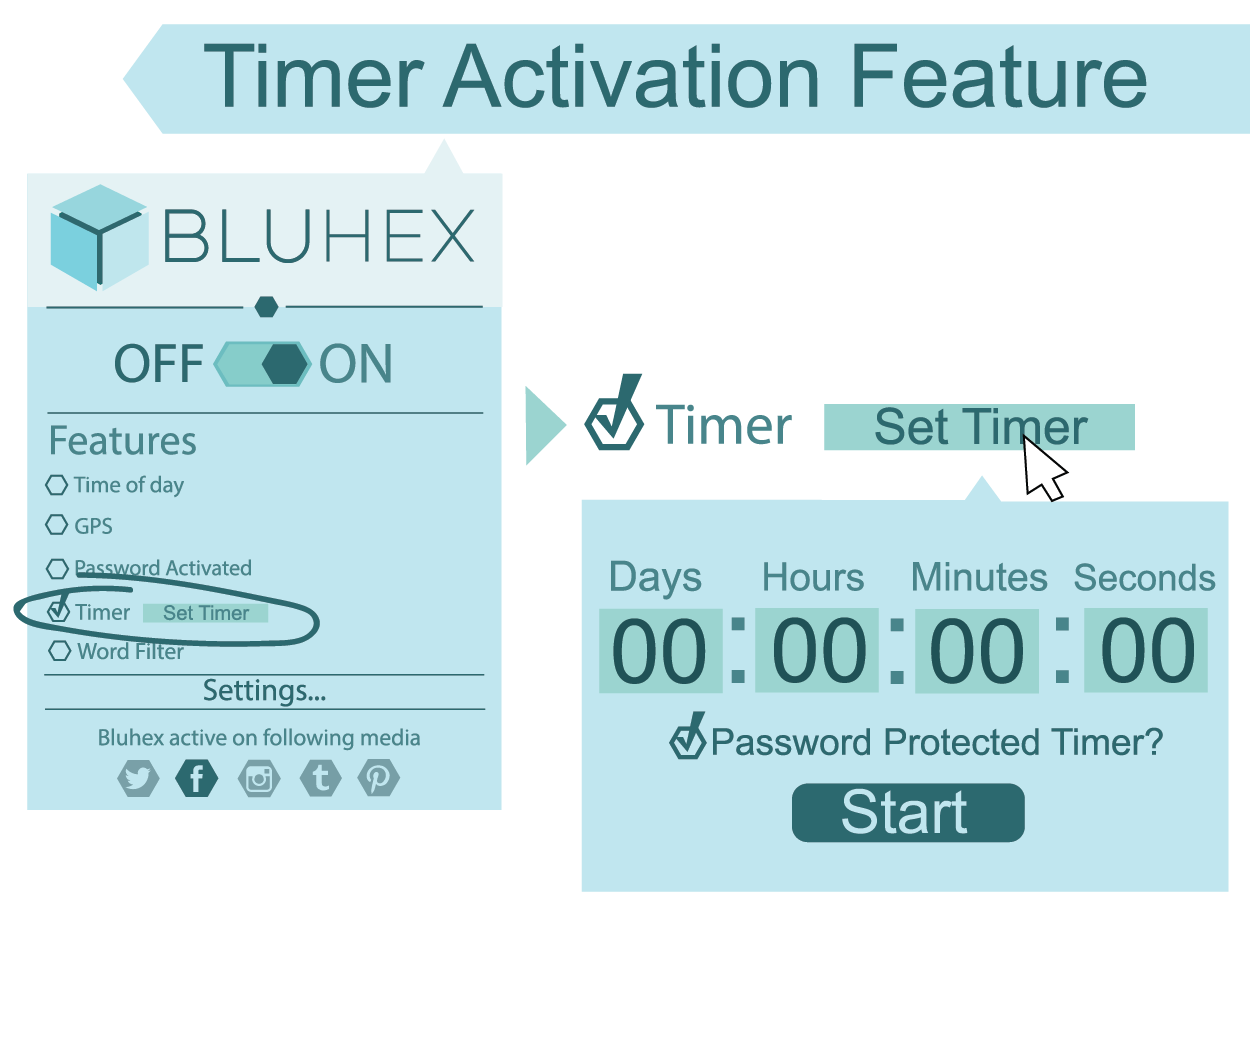 Timer Activation Feature
BLUHEX
OFF ON
Features
Time of day
GPS
Password Activated
Timer Set Timer
Word Filter
Settings...
Bluhex active on following media
Timer Set Timer
Days Hours Minutes Seconds
00 : 00 : 00 : 00
Password Protected Timer?
Start